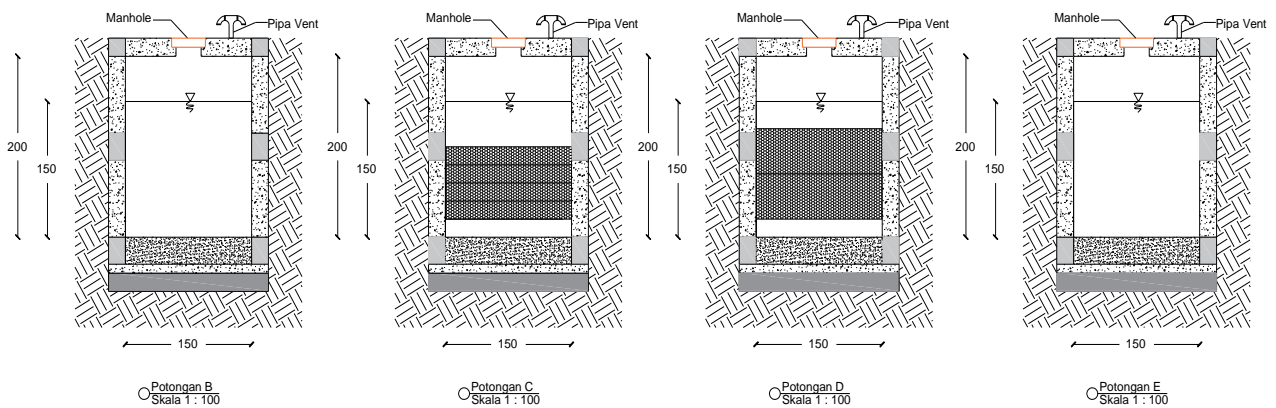 Manhole
Pipa Vent
200
150
150
Potongan B
Skala 1 : 100
Manhole
Pipa Vent
200
150
150
Potongan C
Skala 1 : 100
Manhole
Pipa Vent
200
150
150
Potongan D
Skala 1 : 100
Manhole
Pipa Vent
200
150
150
Potongan E
Skala 1 : 100